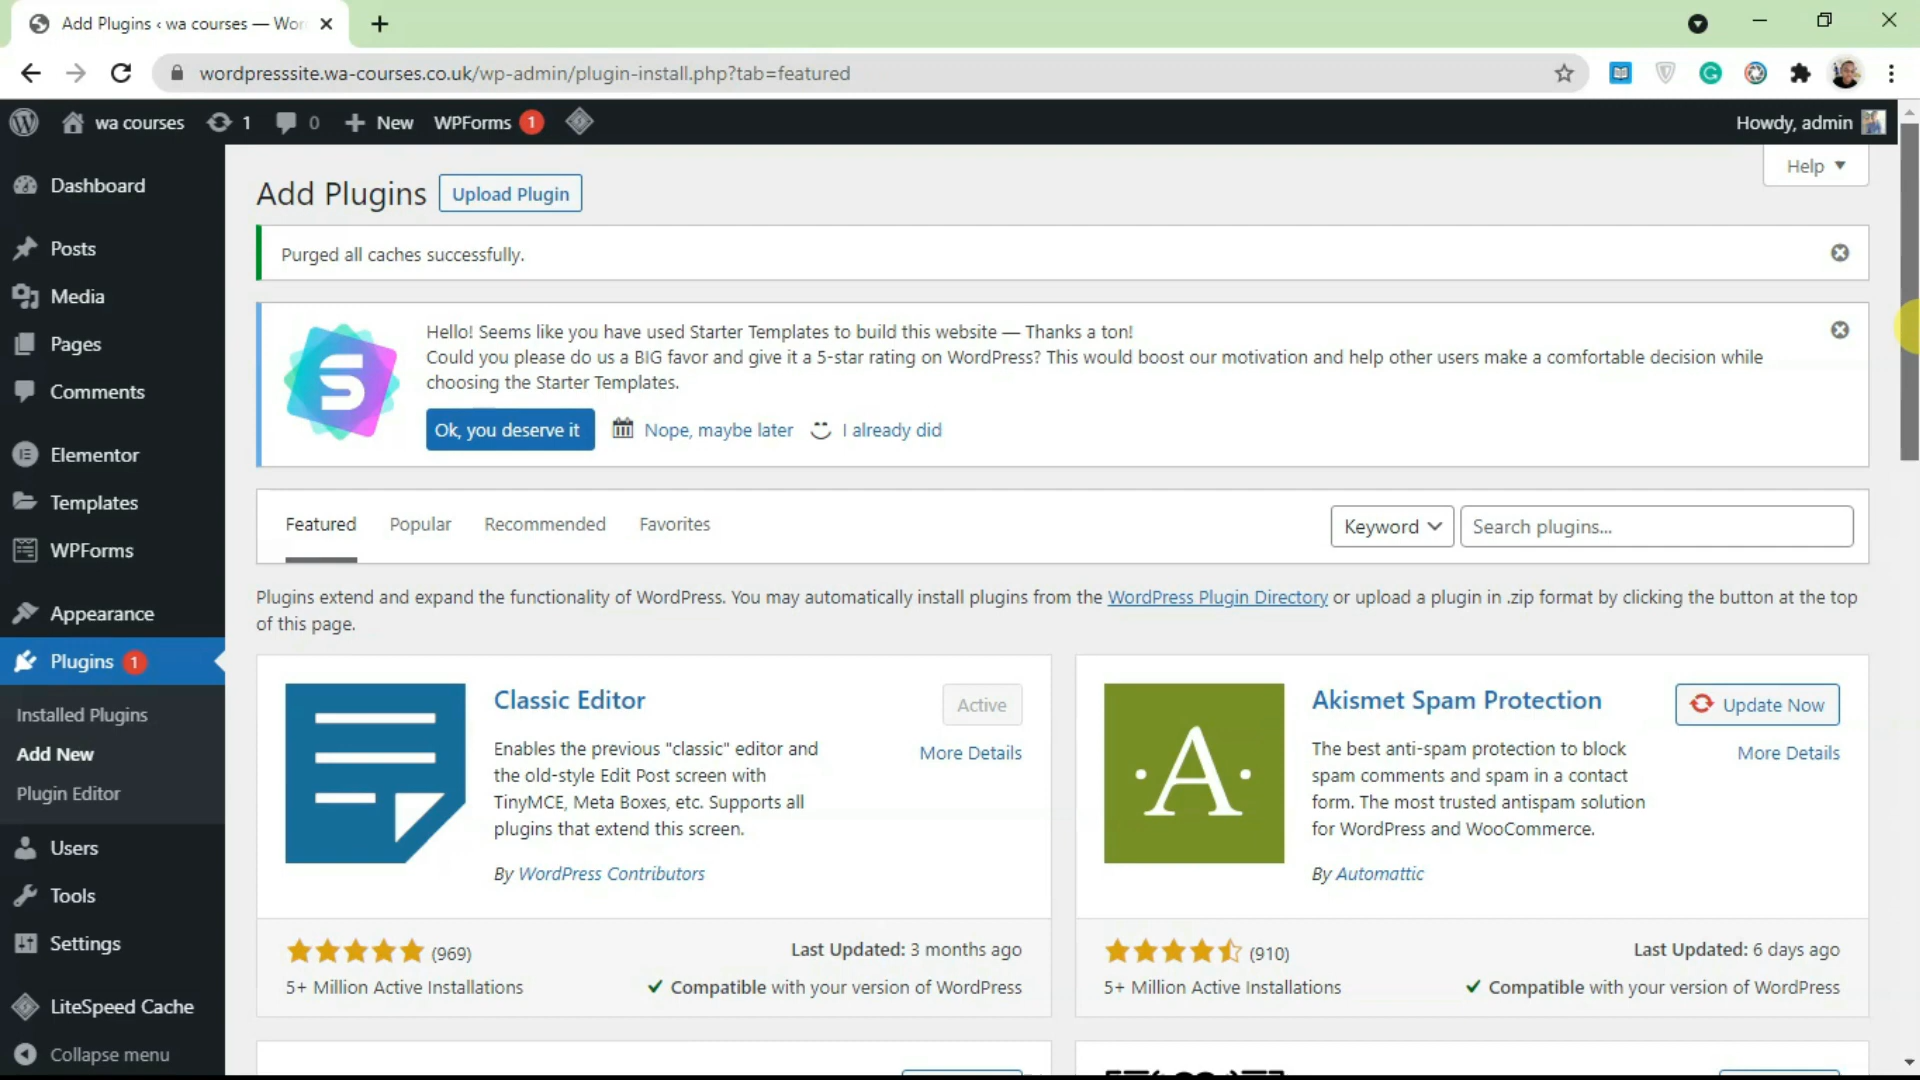 Add Plugins ‹ wa courses — Wor
wordpresssite.wa-courses.co.uk/wp-admin/plugin-install.php?tab=featured
wa courses 1 0 New WPForms 1 Howdy, admin
Help
Add Plugins Upload Plugin
Purged all caches successfully.
Hello! Seems like you have used Starter Templates to build this website — Thanks a ton!
Could you please do us a BIG favor and give it a 5-star rating on WordPress? This would boost our motivation and help other users make a comfortable decision while
choosing the Starter Templates.
Ok, you deserve it Nope, maybe later I already did
Dashboard
Posts
Media
Pages
Comments
Elementor
Templates
WPForms
Appearance
Plugins 1
Installed Plugins
Add New
Plugin Editor
Users
Tools
Settings
LiteSpeed Cache
Collapse menu
Featured Popular Recommended Favorites Keyword Search plugins...
Plugins extend and expand the functionality of WordPress. You may automatically install plugins from the WordPress Plugin Directory or upload a plugin in .zip format by clicking the button at the top
of this page.
Classic Editor
Active
More Details
Enables the previous "classic" editor and
the old-style Edit Post screen with
TinyMCE, Meta Boxes, etc. Supports all
plugins that extend this screen.
By WordPress Contributors
(969)
Last Updated: 3 months ago
5+ Million Active Installations
Compatible with your version of WordPress
A
Akismet Spam Protection
Update Now
More Details
The best anti-spam protection to block
spam comments and spam in a contact
form. The most trusted antispam solution
for WordPress and WooCommerce.
By Automattic
(910)
Last Updated: 6 days ago
5+ Million Active Installations
Compatible with your version of WordPress